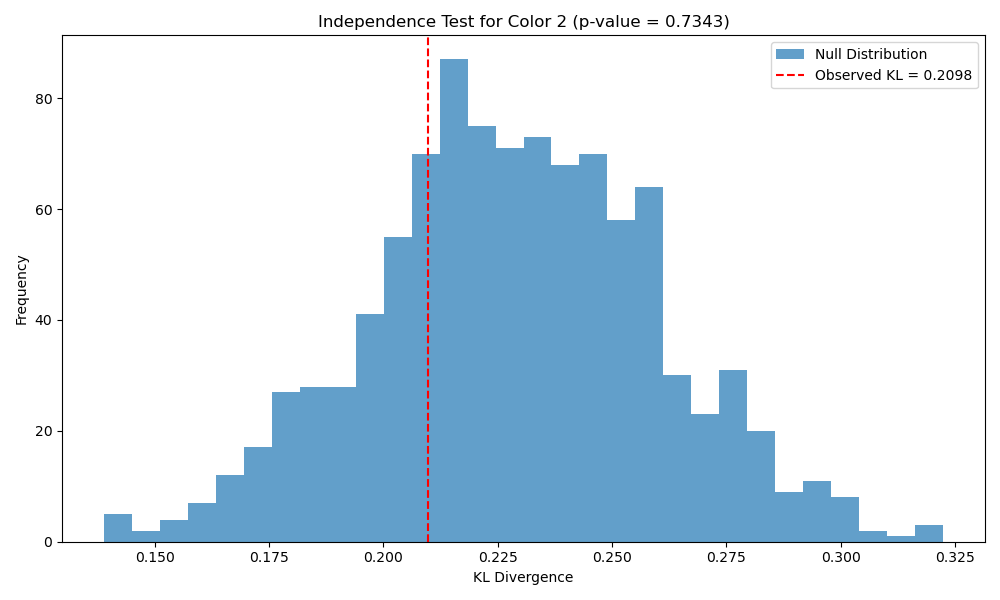 Independence Test for Color 2 (p-value = 0.7343)
Null Distribution
Observed KL = 0.2098
Frequency
80
60
40
20
0
0.150 0.175 0.200 0.225 0.250 0.275 0.300 0.325
KL Divergence